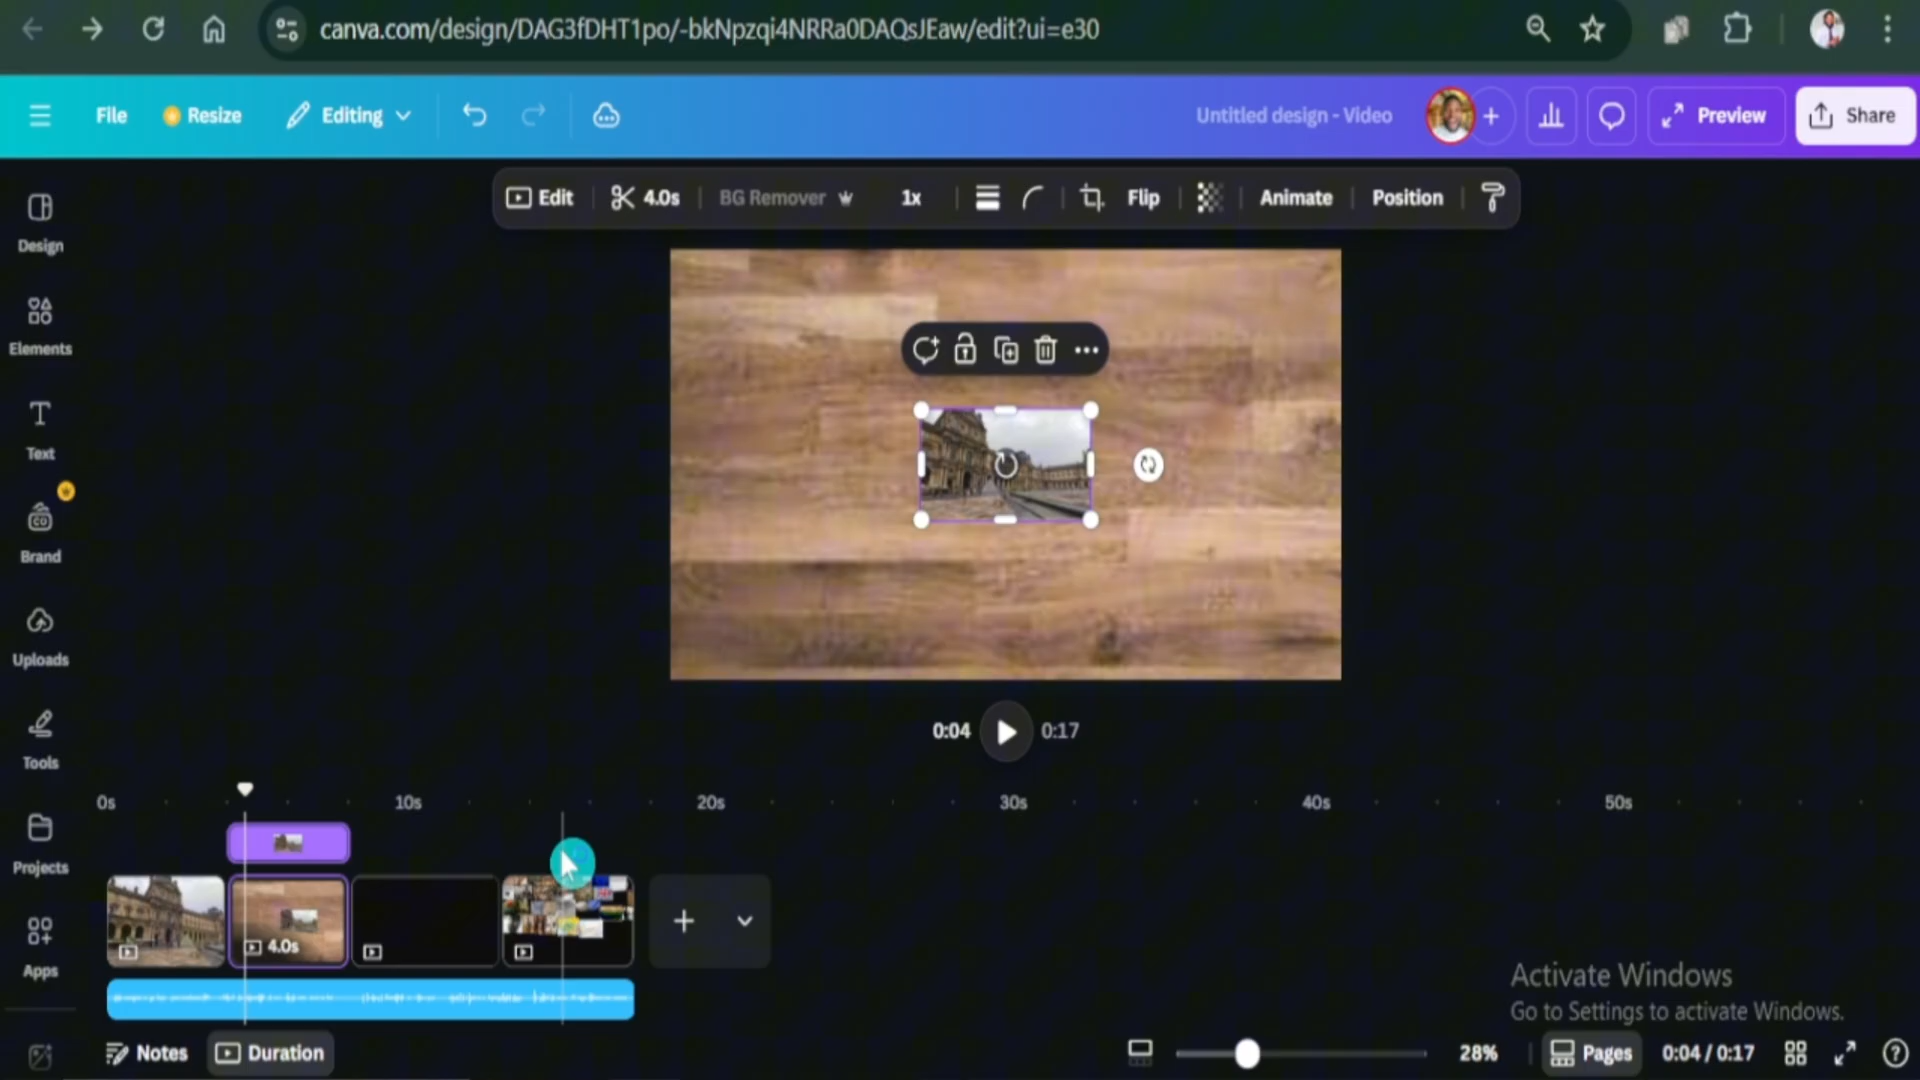 canva.com/design/DAG3fDHT1po/-bkNpzqi4NRRa0DAQsJEaw/edit?ui=e30
File
Resize
Editing
Untitled design - Video
Preview
Share
Edit
4.0s
BG Remover
1x
Flip
Animate
Position
Design
Elements
Text
Brand
Uploads
Tools
Projects
Apps
0:04
0:17
0s
10s
20s
30s
40s
50s
4.0s
Activate Windows
Go to Settings to activate Windows.
Notes
Duration
28%
Pages
0:04 / 0:17